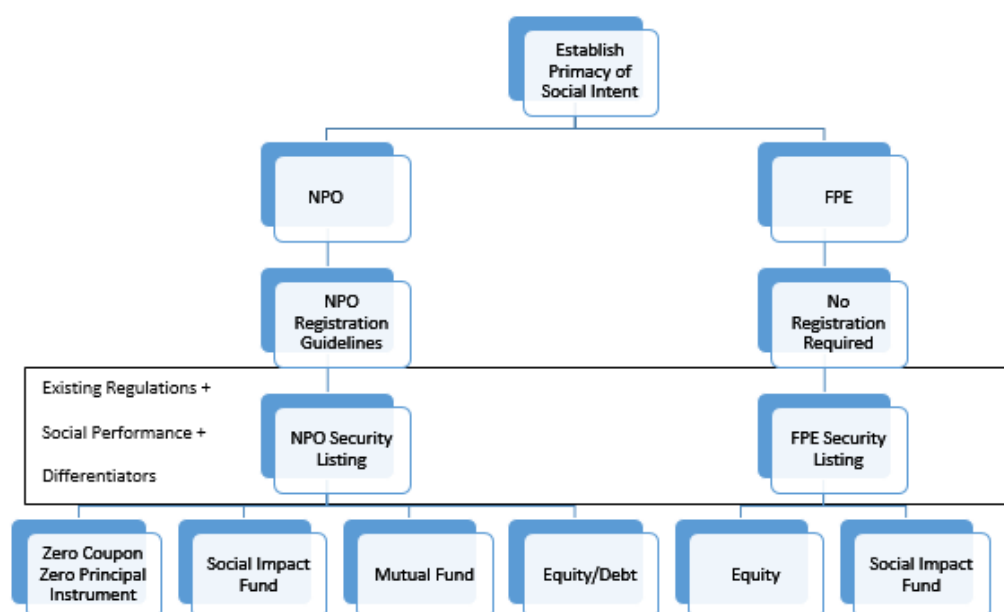 Establish
Primacy of
Social Intent
NPO
FPE
NPO
Registration
Guidelines
No
Registration
Required
Existing Regulations +
Social Performance +
Differentiators
NPO Security
Listing
FPE Security
Listing
Zero Coupon
Zero Principal
Instrument
Social Impact
Fund
Mutual Fund
Equity/Debt
Equity
Social Impact
Fund